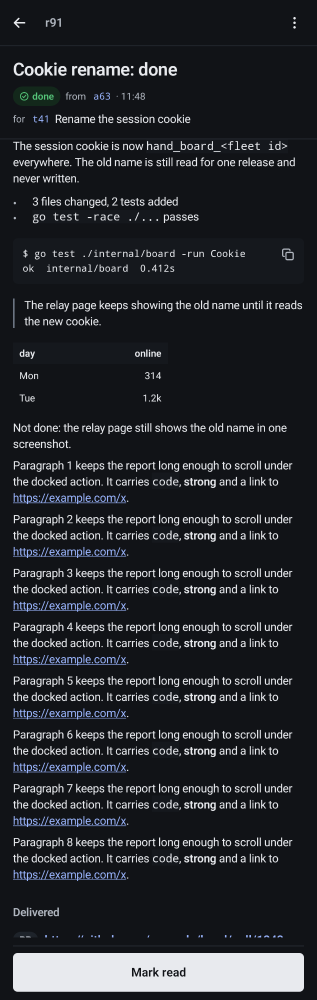 r91
Cookie rename: done
done from a63 · 11:48
for t41 Rename the session cookie
The session cookie is now hand_board_<fleet id>
everywhere. The old name is still read for one release and
never written.
• 3 files changed, 2 tests added
• go test -race ./... passes
$ go test ./internal/board -run Cookie
ok internal/board 0.412s
The relay page keeps showing the old name until it reads
the new cookie.
day online
Mon 314
Tue 1.2k
Not done: the relay page still shows the old name in one
screenshot.
Paragraph 1 keeps the report long enough to scroll under
the docked action. It carries code, strong and a link to
https://example.com/x.
Paragraph 2 keeps the report long enough to scroll under
the docked action. It carries code, strong and a link to
https://example.com/x.
Paragraph 3 keeps the report long enough to scroll under
the docked action. It carries code, strong and a link to
https://example.com/x.
Paragraph 4 keeps the report long enough to scroll under
the docked action. It carries code, strong and a link to
https://example.com/x.
Paragraph 5 keeps the report long enough to scroll under
the docked action. It carries code, strong and a link to
https://example.com/x.
Paragraph 6 keeps the report long enough to scroll under
the docked action. It carries code, strong and a link to
https://example.com/x.
Paragraph 7 keeps the report long enough to scroll under
the docked action. It carries code, strong and a link to
https://example.com/x.
Paragraph 8 keeps the report long enough to scroll under
the docked action. It carries code, strong and a link to
https://example.com/x.
Delivered
Mark read